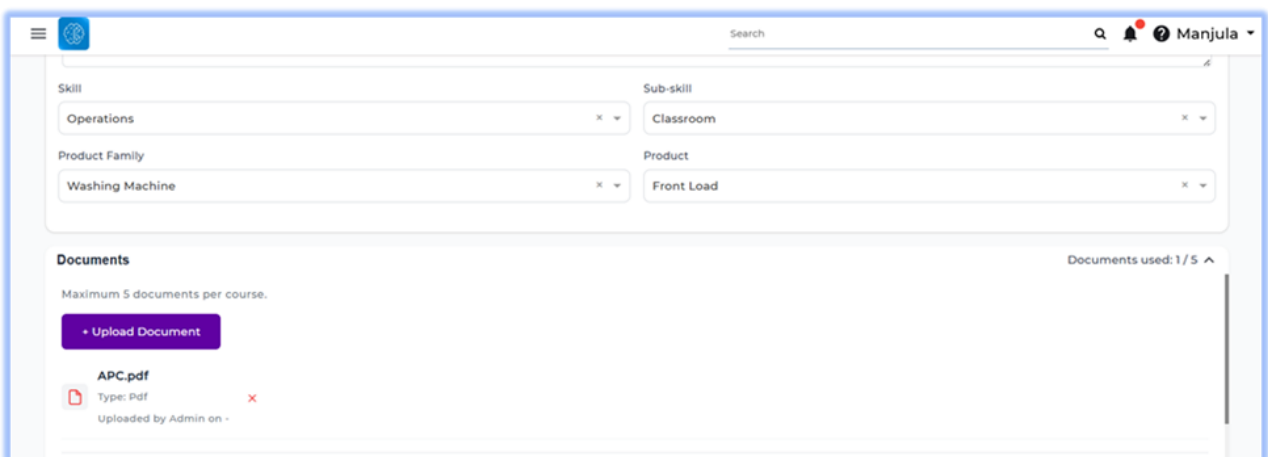 Search
Manjula
Skill
Sub-skill
Operations
Classroom
Product Family
Product
Washing Machine
Front Load
Documents
Documents used: 1 / 5
Maximum 5 documents per course.
+ Upload Document
APC.pdf
Type: Pdf
Uploaded by Admin on -